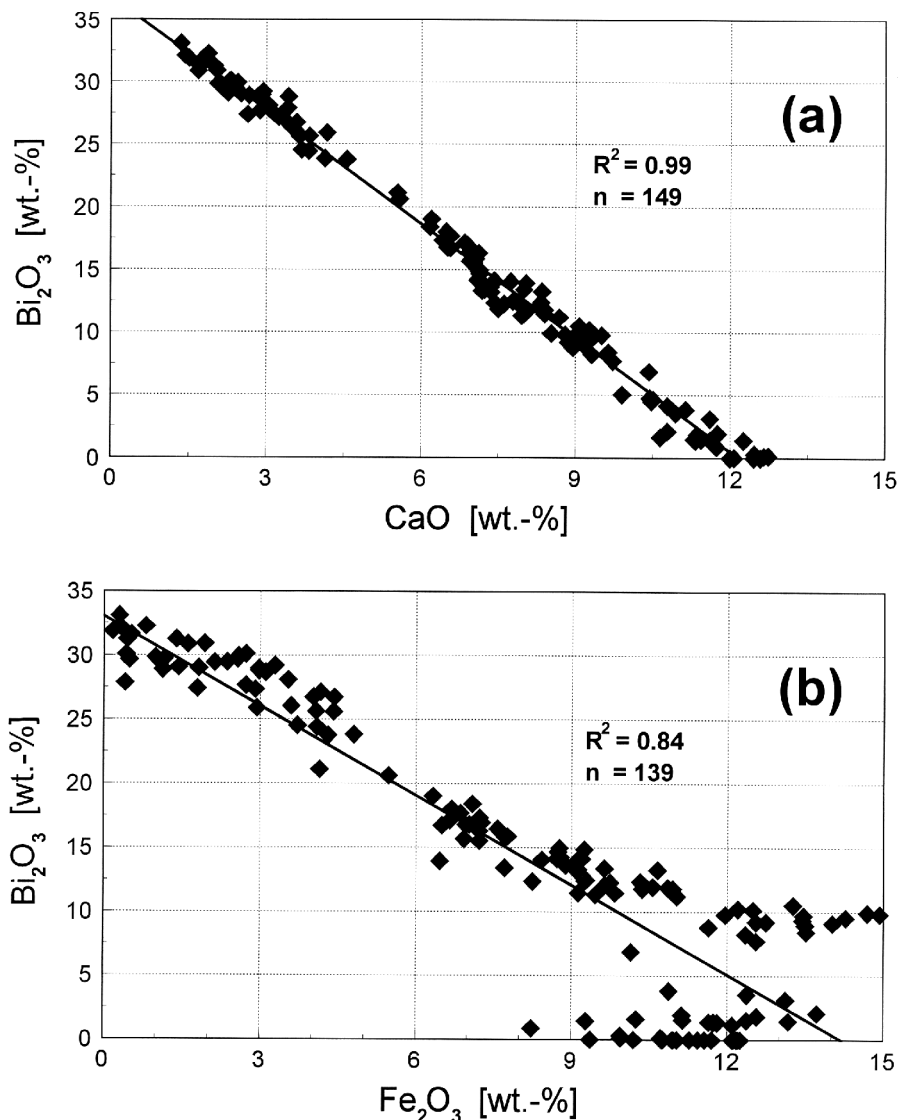 35
30
25
20
15
10
5
0
Bi2O3 [wt.-%]
(a)
R2 = 0.99
n = 149
0 3 6 9 12 15
CaO [wt.-%]
35
30
25
20
15
10
5
0
Bi2O3 [wt.-%]
(b)
R2 = 0.84
n = 139
0 3 6 9 12 15
Fe2O3 [wt.-%]